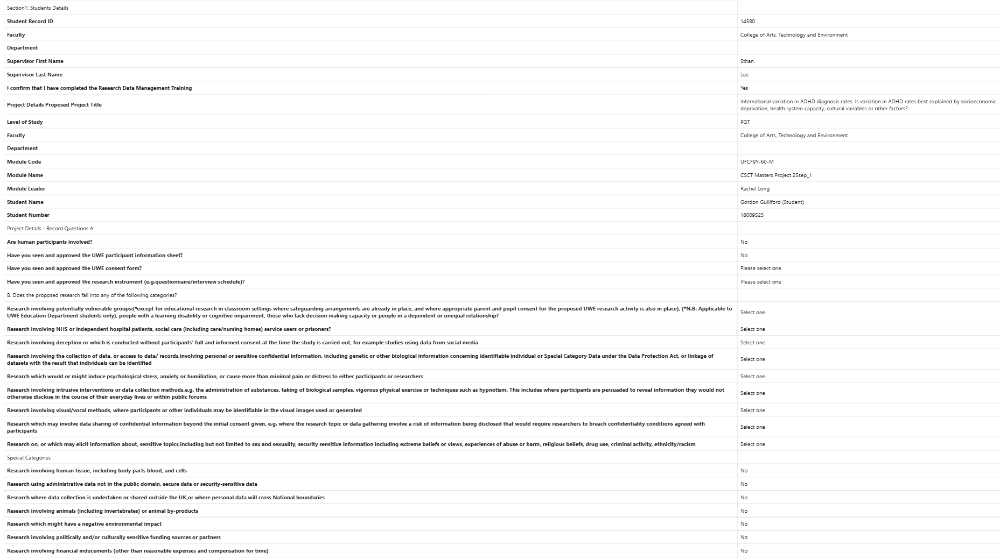 Section1: Students Details
Student Record ID 14580
Faculty College of Arts, Technology and Environment
Department
Supervisor First Name Ethan
Supervisor Last Name Lee
I confirm that I have completed the Research Data Management Training Yes
Project Details Proposed Project Title International variation in ADHD diagnosis rates. Is variation in ADHD rates best explained by socioeconomic
deprivation, health system capacity, cultural variables or other factors?
Level of Study PGT
Faculty College of Arts, Technology and Environment
Department
Module Code UFCF9Y-60-M
Module Name CSCT Masters Project 25sep_1
Module Leader Rachel Long
Student Name Gordon Gulliford (Student)
Student Number 18009525
Project Details - Record Questions A.
Are human participants involved? No
Have you seen and approved the UWE participant information sheet? No
Have you seen and approved the UWE consent form? Please select one
Have you seen and approved the research instrument (e.g.questionnaire/interview schedule)? Please select one
B. Does the proposed research fall into any of the following categories?
Research involving potentially vulnerable groups:(*except for educational research in classroom settings where safeguarding arrangements are already in place, and where appropriate parent and pupil consent for the proposed UWE research activity is also in place), (*N.B. Applicable to
UWE Education Department students only), people with a learning disability or cognitive impairment, those who lack decision making capacity or people in a dependent or unequal relationship? Select one
Research involving NHS or independent hospital patients, social care (including care/nursing homes) service users or prisoners? Select one
Research involving deception or which is conducted without participants’ full and informed consent at the time the study is carried out, for example studies using data from social media Select one
Research involving the collection of data, or access to data/ records,involving personal or sensitive confidential information, including genetic or other biological information concerning identifiable individual or Special Category Data under the Data Protection Act, or linkage of
datasets with the result that individuals can be identified Select one
Research which would or might induce psychological stress, anxiety or humiliation, or cause more than minimal pain or distress to either participants or researchers Select one
Research involving intrusive interventions or data collection methods,e.g. the administration of substances, taking of biological samples, vigorous physical exercise or techniques such as hypnotism. This includes where participants are persuaded to reveal information they would not
otherwise disclose in the course of their everyday lives or within public forums Select one
Research involving visual/vocal methods, where participants or other individuals may be identifiable in the visual images used or generated Select one
Research which may involve data sharing of confidential information beyond the initial consent given, e.g. where the research topic or data gathering involve a risk of information being disclosed that would require researchers to breach confidentiality conditions agreed with
participants Select one
Research on, or which may elicit information about, sensitive topics,including but not limited to sex and sexuality, security sensitive information including extreme beliefs or views, experiences of abuse or harm, religious beliefs, drug use, criminal activity, ethnicity/racism Select one
Special Categories
Research involving human tissue, including body parts blood, and cells No
Research using administrative data not in the public domain, secure data or security-sensitive data No
Research where data collection is undertaken or shared outside the UK,or where personal data will cross National boundaries No
Research involving animals (including invertebrates) or animal by-products No
Research which might have a negative environmental impact No
Research involving politically and/or culturally sensitive funding sources or partners No
Research involving financial inducements (other than reasonable expenses and compensation for time) No